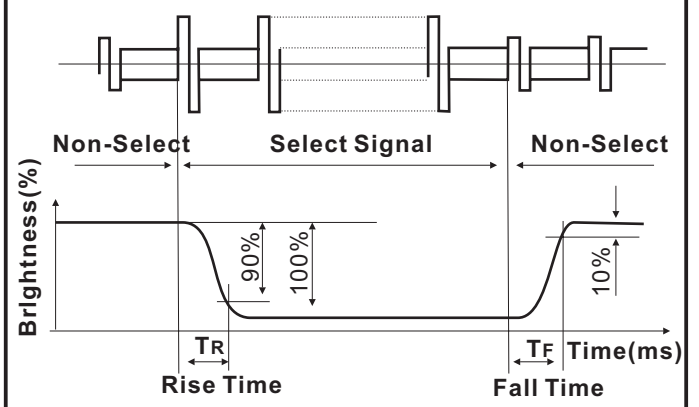 Non-Select Select Signal Non-Select
BrIghtness(%)
90%
100%
10%
TR TF Time(ms)
Rise Time Fall Time